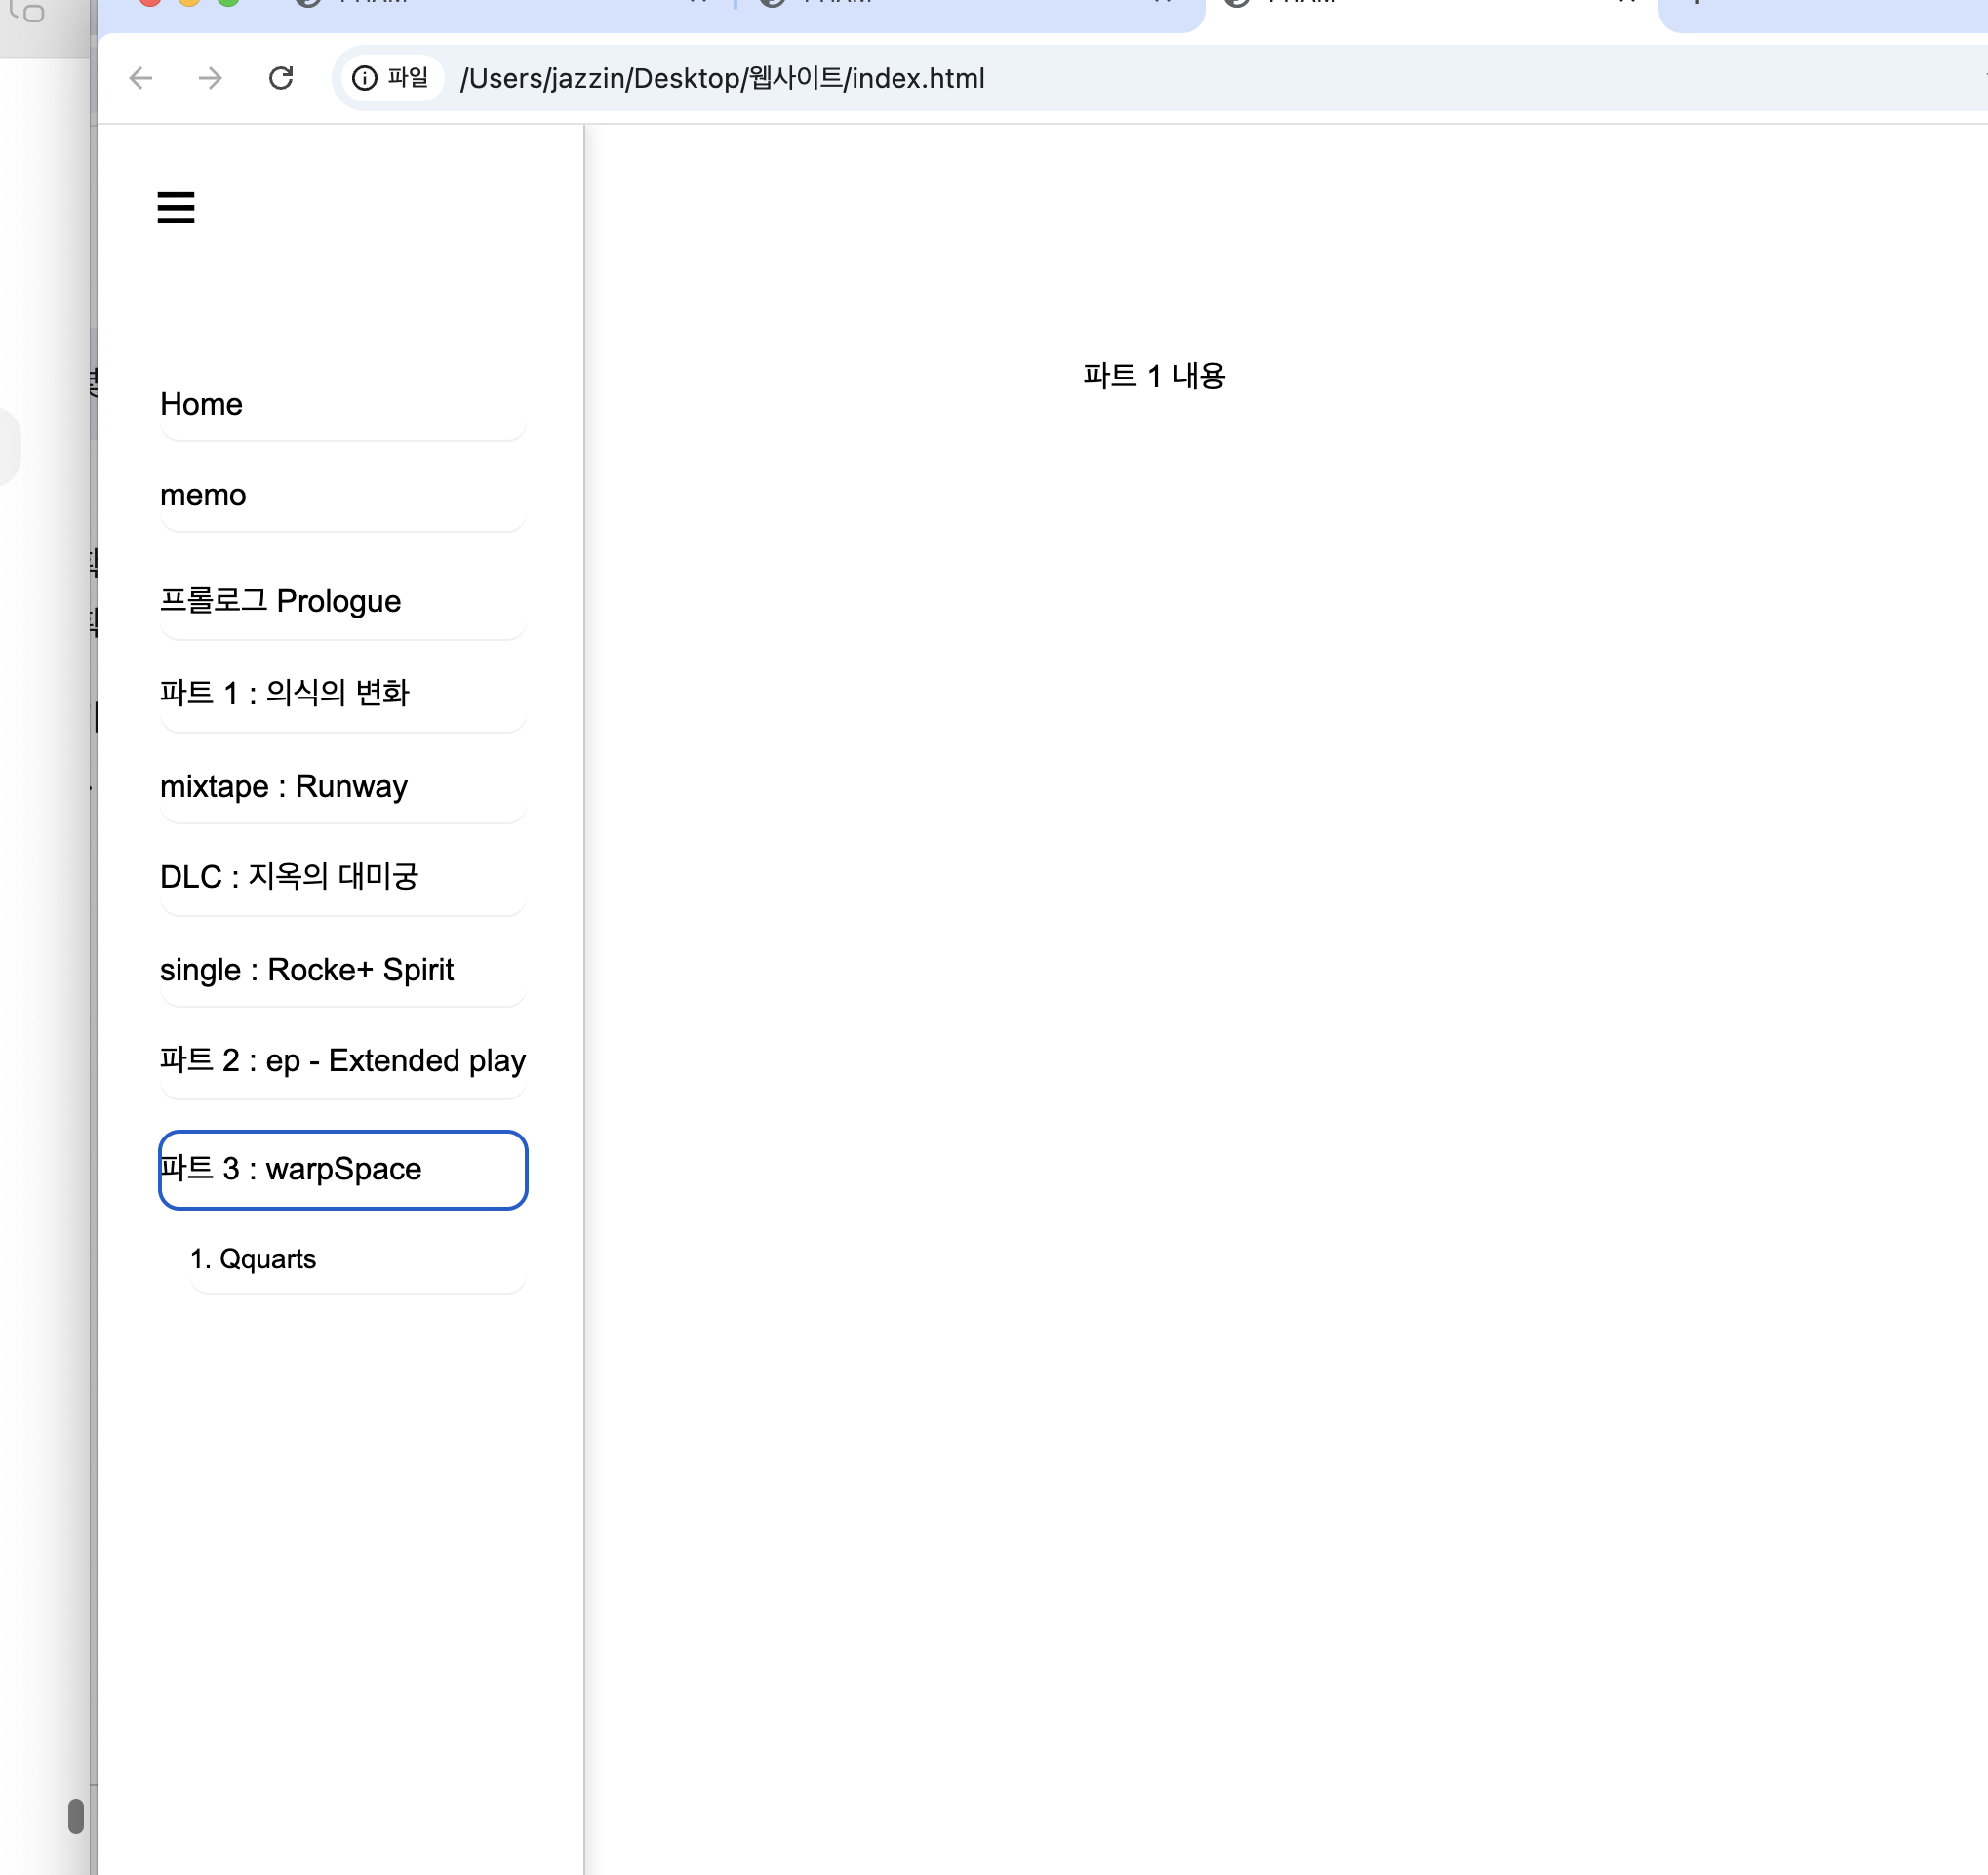 파일 /Users/jazzin/Desktop/웹사이트/index.html
Home
memo
프롤로그 Prologue
파트 1 : 의식의 변화
mixtape : Runway
DLC : 지옥의 대미궁
single : Rocke+ Spirit
파트 2 : ep - Extended play
파트 3 : warpSpace
1. Qquarts
파트 1 내용